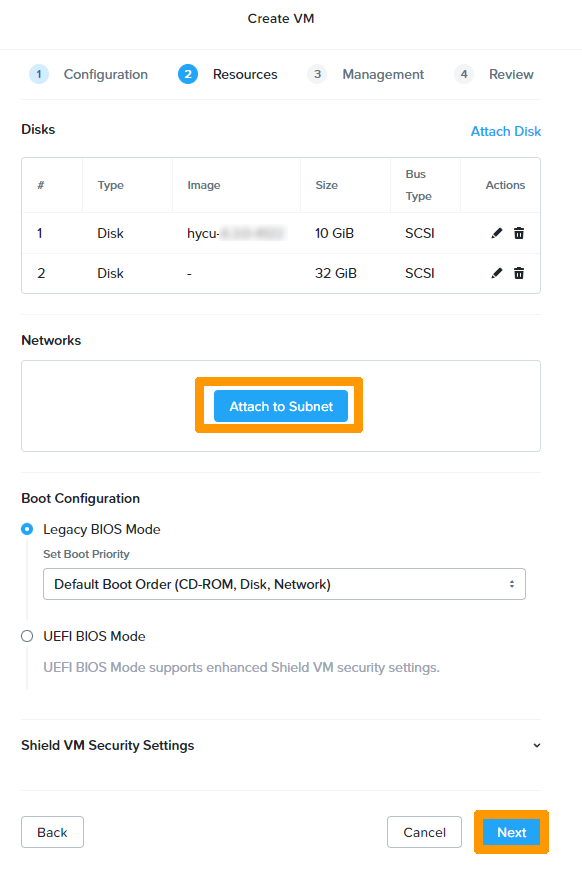 Create VM
1 Configuration 2 Resources 3 Management 4 Review
Disks Attach Disk
# Type Image Size Bus Type Actions
1 Disk hycu- 10 GiB SCSI
2 Disk - 32 GiB SCSI
Networks
Attach to Subnet
Boot Configuration
Legacy BIOS Mode
Set Boot Priority
Default Boot Order (CD-ROM, Disk, Network)
UEFI BIOS Mode
UEFI BIOS Mode supports enhanced Shield VM security settings.
Shield VM Security Settings
Back Cancel Next